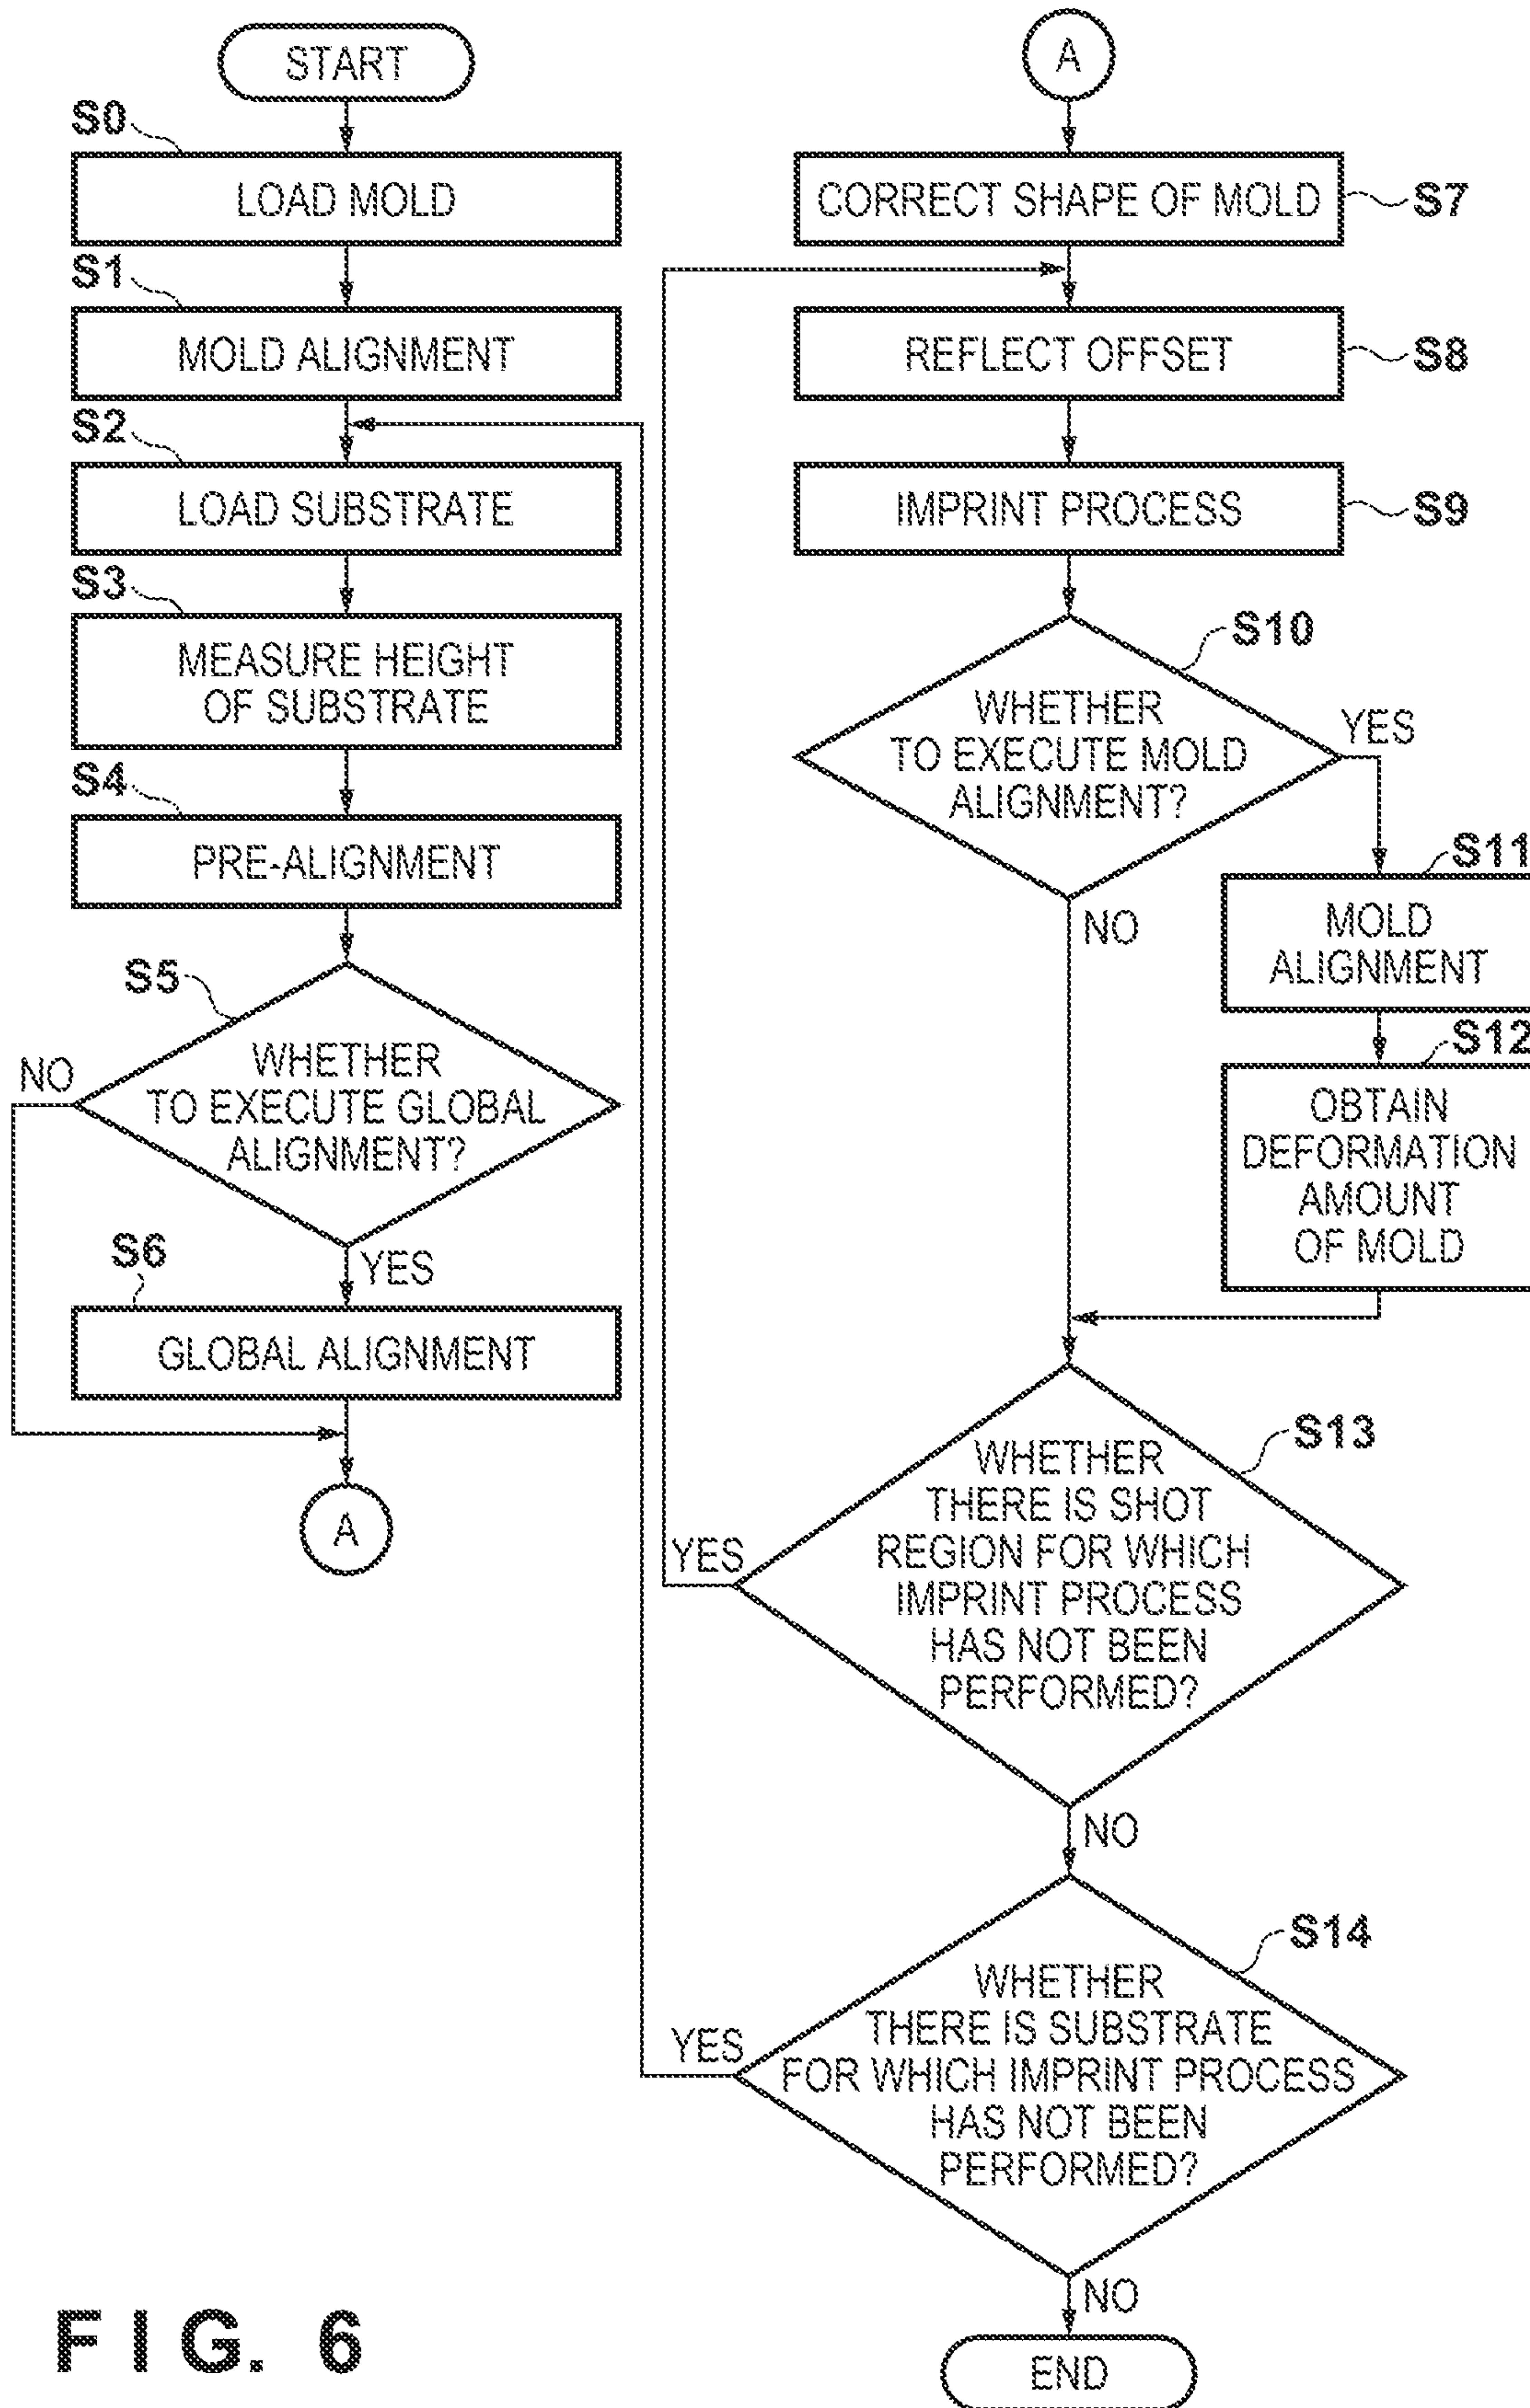 START
S0
LOAD MOLD
S1
MOLD ALIGNMENT
S2
LOAD SUBSTRATE
S3
MEASURE HEIGHT
OF SUBSTRATE
S4
PRE-ALIGNMENT
S5
WHETHER
TO EXECUTE GLOBAL
ALIGNMENT?
NO
YES
S6
GLOBAL ALIGNMENT
A
A
CORRECT SHAPE OF MOLD
S7
REFLECT OFFSET
S8
IMPRINT PROCESS
S9
S10
WHETHER
TO EXECUTE MOLD
ALIGNMENT?
YES
NO
S11
MOLD
ALIGNMENT
S12
OBTAIN
DEFORMATION
AMOUNT
OF MOLD
S13
WHETHER
THERE IS SHOT
REGION FOR WHICH
IMPRINT PROCESS
HAS NOT BEEN
PERFORMED?
YES
NO
S14
WHETHER
THERE IS SUBSTRATE
FOR WHICH IMPRINT PROCESS
HAS NOT BEEN
PERFORMED?
YES
NO
END
FIG. 6